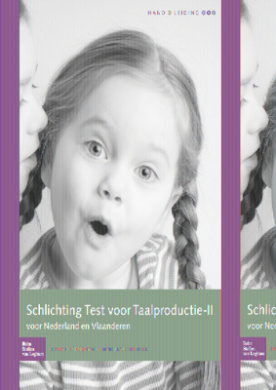 HANDLEIDING
Schlichting Test voor Taalproductie-II
voor Nederland en Vlaanderen
Bohn
Stafleu
van Loghum
Schlic
voor Ne
Bohn
Stafleu
van Loghum